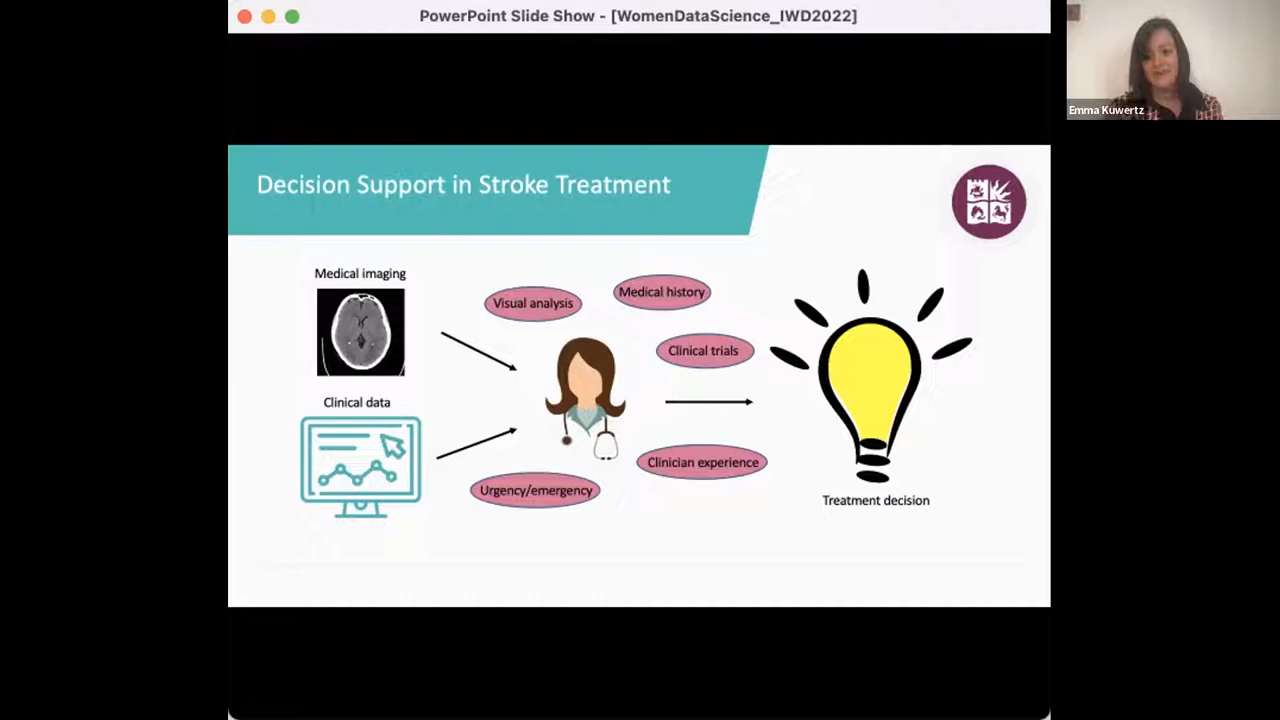 PowerPoint Slide Show - [WomenDataScience_IWD2022]
Emma Kuwertz
Decision Support in Stroke Treatment
Medical imaging
Visual analysis
Medical history
Clinical trials
Clinical data
Clinician experience
Urgency/emergency
Treatment decision